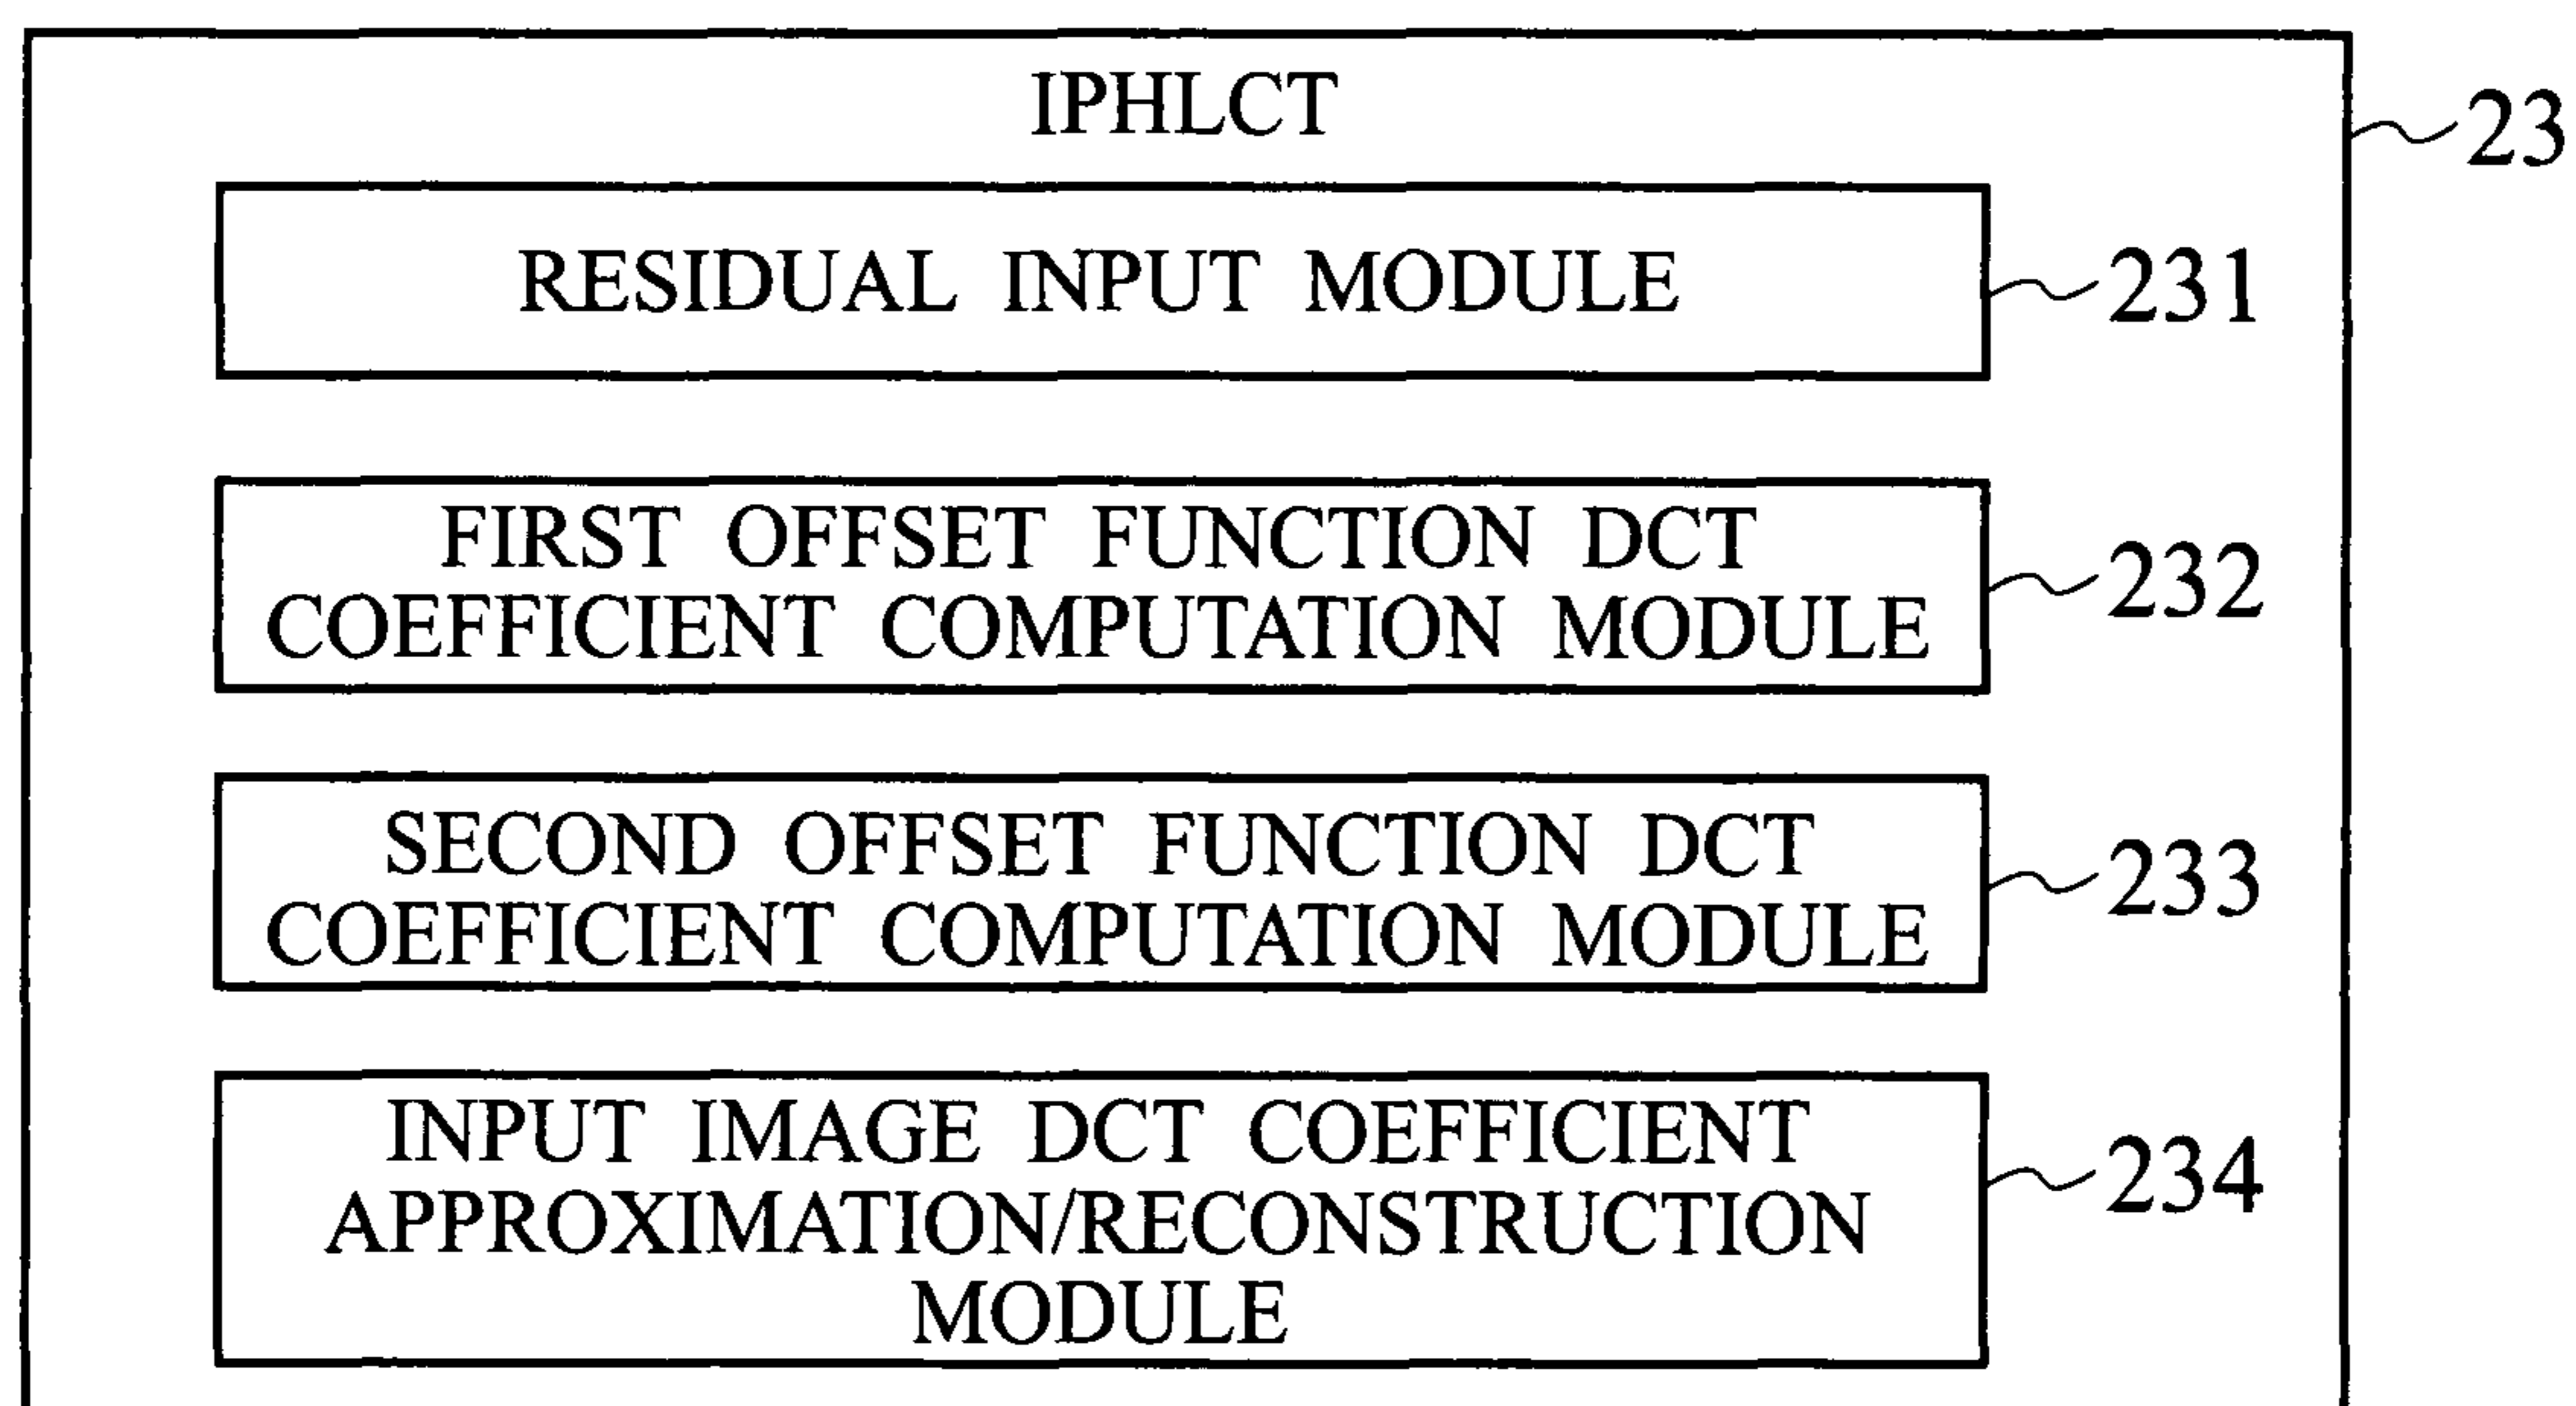 IPHLCT
23
RESIDUAL INPUT MODULE
231
FIRST OFFSET FUNCTION DCT
COEFFICIENT COMPUTATION MODULE
232
SECOND OFFSET FUNCTION DCT
COEFFICIENT COMPUTATION MODULE
233
INPUT IMAGE DCT COEFFICIENT
APPROXIMATION/RECONSTRUCTION
MODULE
234